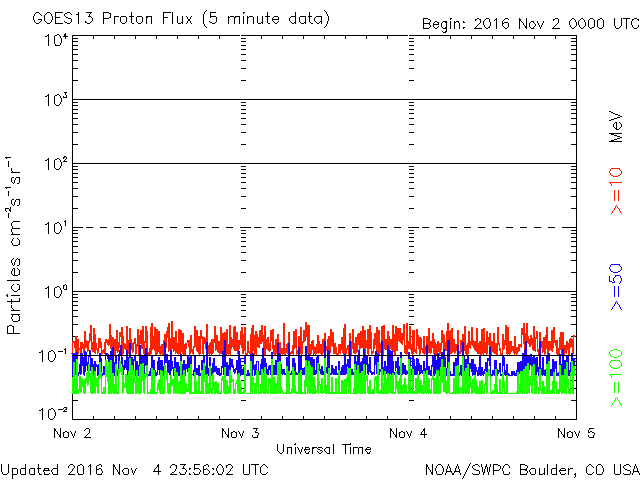 GOES13 Proton Flux (5 minute data)
Begin: 2016 Nov 2 0000 UTC
Particles cm⁻²s⁻¹sr⁻¹
10⁴
10³
10²
10¹
10⁰
10⁻¹
10⁻²
Nov 2
Nov 3
Nov 4
Nov 5
Universal Time
MeV
>=10
>=50
>=100
Updated 2016 Nov 4 23:56:02 UTC
NOAA/SWPC Boulder, CO USA